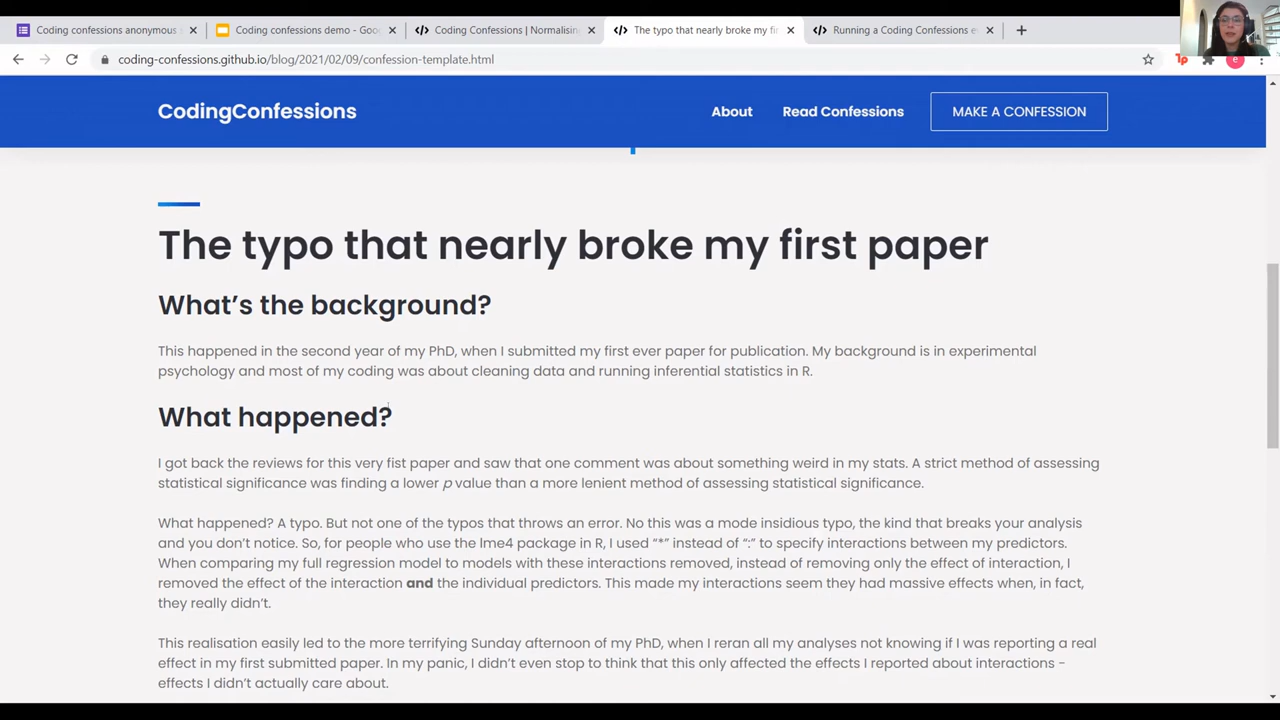 Coding confessions anonymous
Coding confessions demo - Goo
Coding Confessions | Normalising
The typo that nearly broke my fi
Running a Coding Confessions e
coding-confessions.github.io/blog/2021/02/09/confession-template.html
Tp
e
CodingConfessions
About
Read Confessions
MAKE A CONFESSION
The typo that nearly broke my first paper
What's the background?
This happened in the second year of my PhD, when I submitted my first ever paper for publication. My background is in experimental
psychology and most of my coding was about cleaning data and running inferential statistics in R.
What happened?
I got back the reviews for this very fist paper and saw that one comment was about something weird in my stats. A strict method of assessing
statistical significance was finding a lower p value than a more lenient method of assessing statistical significance.
What happened? A typo. But not one of the typos that throws an error. No this was a mode insidious typo, the kind that breaks your analysis
and you don't notice. So, for people who use the lme4 package in R, I used “*” instead of “:” to specify interactions between my predictors.
When comparing my full regression model to models with these interactions removed, instead of removing only the effect of interaction, I
removed the effect of the interaction and the individual predictors. This made my interactions seem they had massive effects when, in fact,
they really didn't.
This realisation easily led to the more terrifying Sunday afternoon of my PhD, when I reran all my analyses not knowing if I was reporting a real
effect in my first submitted paper. In my panic, I didn't even stop to think that this only affected the effects I reported about interactions -
effects I didn't actually care about.